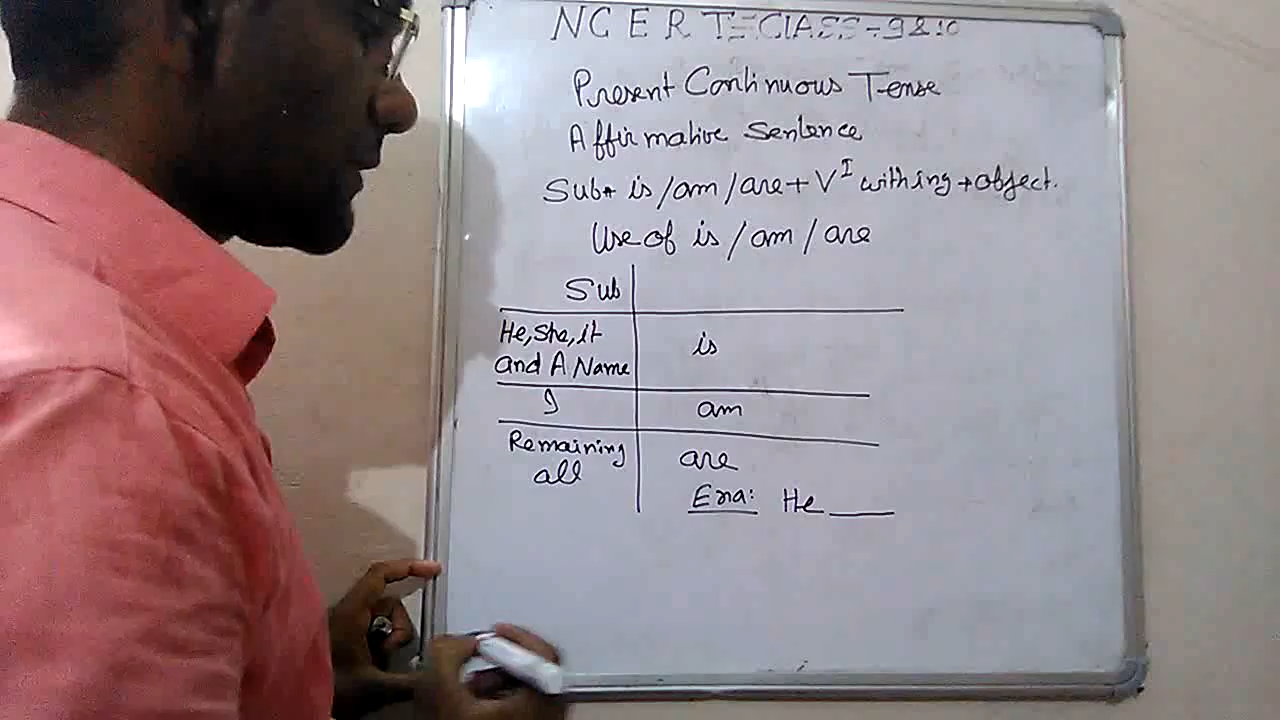 NCERT CLASS-9&10
Present Continuous Tense
Affirmative Sentence
Sub+ is/am/are+V^I with ing+object.
Use of is/am/are
Sub
He, She, it is
and A Name
I am
Remaining are
all
Exa: He ____